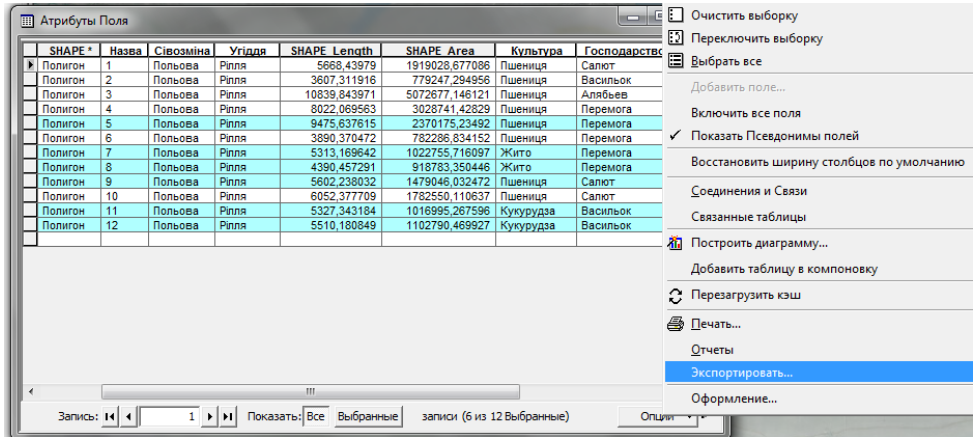 Атрибуты Поля
SHAPE * Назва Сівозміна Угіддя SHAPE_Length SHAPE_Area Культура Господарство
Полигон 1 Польова Рілля 5668,43979 1919028,677086 Пшениця Салют
Полигон 2 Польова Рілля 3607,311916 779247,294956 Пшениця Васильок
Полигон 3 Польова Рілля 10839,843971 5072677,146121 Пшениця Алябьев
Полигон 4 Польова Рілля 8022,069563 3028741,42829 Пшениця Перемога
Полигон 5 Польова Рілля 9475,637615 2370175,23492 Пшениця Перемога
Полигон 6 Польова Рілля 3890,370472 782286,834152 Пшениця Перемога
Полигон 7 Польова Рілля 5313,169642 1022755,716097 Жито Перемога
Полигон 8 Польова Рілля 4390,457291 918783,350446 Жито Перемога
Полигон 9 Польова Рілля 5602,238032 1479046,032472 Пшениця Салют
Полигон 10 Польова Рілля 6052,377709 1782550,110637 Пшениця Салют
Полигон 11 Польова Рілля 5327,343184 1016995,267596 Кукурудза Васильок
Полигон 12 Польова Рілля 5510,180849 1102790,469927 Кукурудза Васильок
Запись: 1 Показать: Все Выбранные записи (6 из 12 Выбранные) Опции
Очистить выборку
Переключить выборку
Выбрать все
Добавить поле...
Включить все поля
Показать Псевдонимы полей
Восстановить ширину столбцов по умолчанию
Соединения и Связи
Связанные таблицы
Построить диаграмму...
Добавить таблицу в компоновку
Перезагрузить кэш
Печать...
Отчеты
Экспортировать...
Оформление...